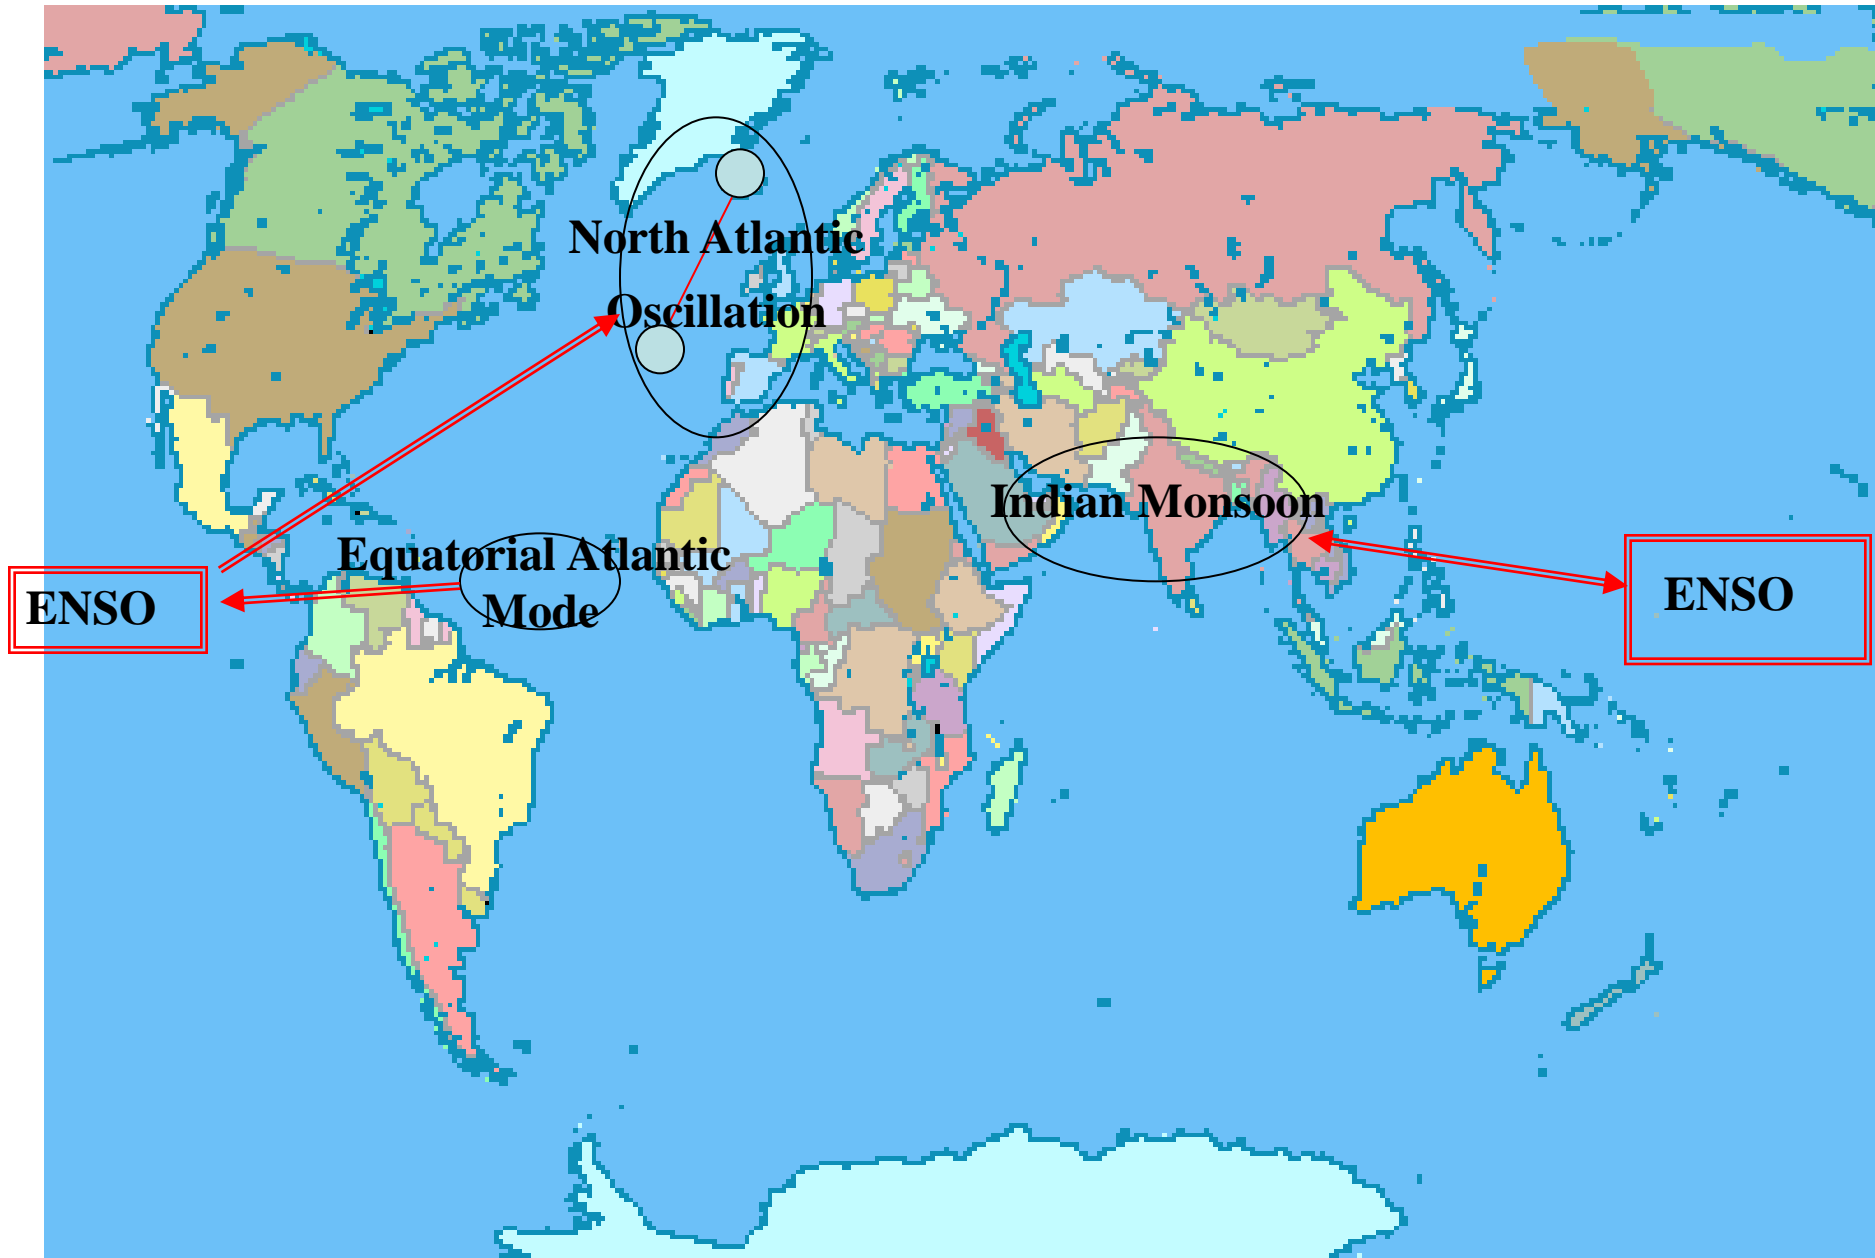 North Atlantic
Oscillation
Indian Monsoon
Equatorial Atlantic
Mode
ENSO
ENSO